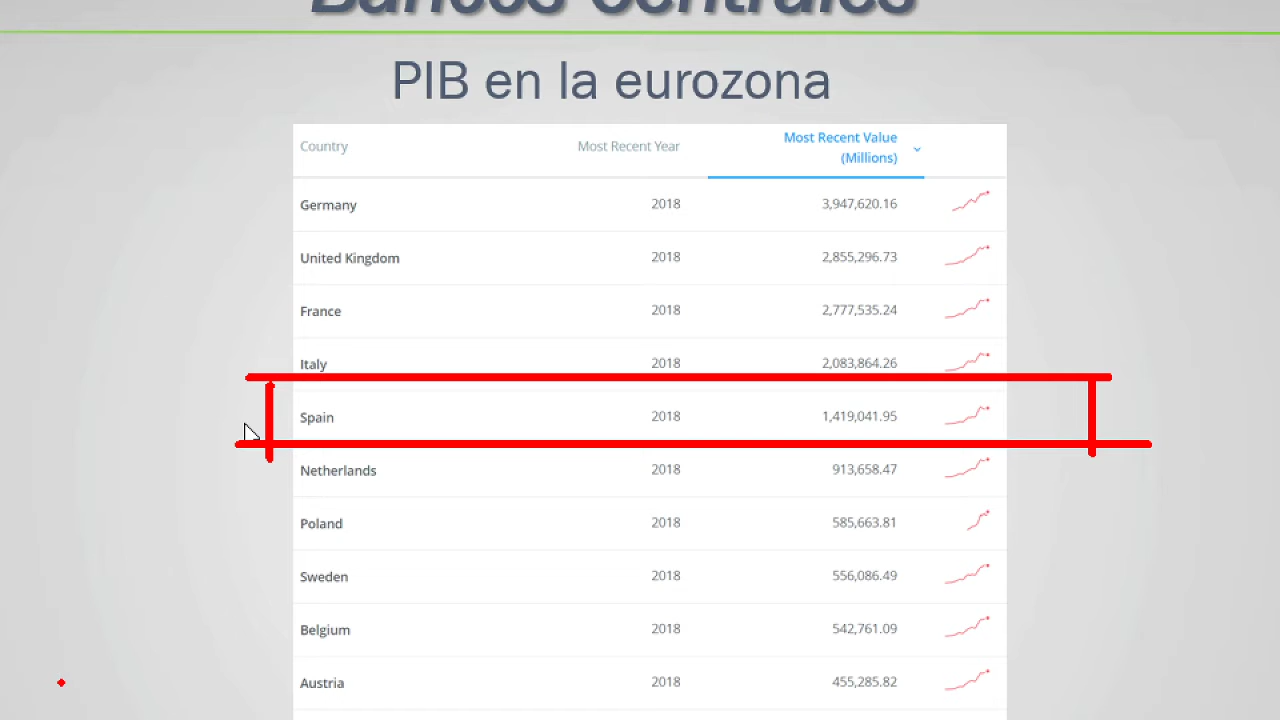 Bancos Centrales
PIB en la eurozona
Country Most Recent Year Most Recent Value
(Millions)
Germany 2018 3,947,620.16
United Kingdom 2018 2,855,296.73
France 2018 2,777,535.24
Italy 2018 2,083,864.26
Spain 2018 1,419,041.95
Netherlands 2018 913,658.47
Poland 2018 585,663.81
Sweden 2018 556,086.49
Belgium 2018 542,761.09
Austria 2018 455,285.82